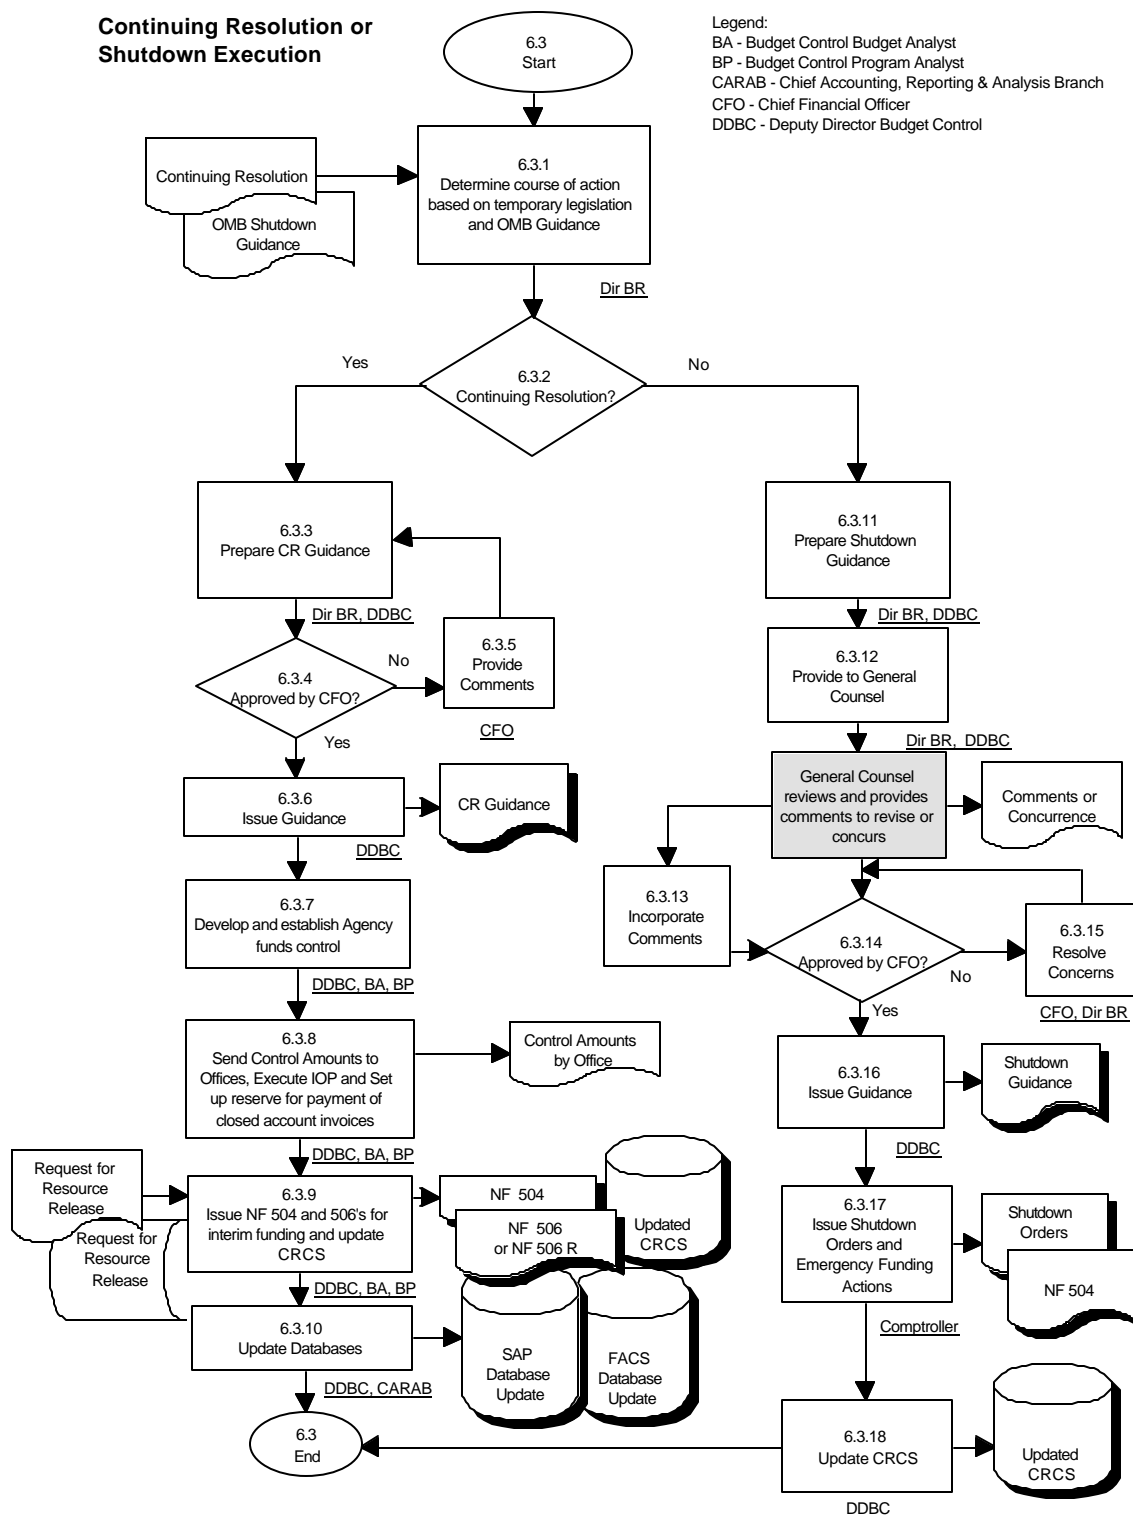 Continuing Resolution or
Shutdown Execution
6.3
Start
Legend:
BA - Budget Control Budget Analyst
BP - Budget Control Program Analyst
CARAB - Chief Accounting, Reporting & Analysis Branch
CFO - Chief Financial Officer
DDBC - Deputy Director Budget Control
Continuing Resolution
OMB Shutdown
Guidance
6.3.1
Determine course of action
based on temporary legislation
and OMB Guidance
Dir BR
6.3.2
Continuing Resolution?
Yes
No
6.3.3
Prepare CR Guidance
Dir BR, DDBC
6.3.4
Approved by CFO?
No
6.3.5
Provide
Comments
CFO
Yes
6.3.6
Issue Guidance
CR Guidance
DDBC
6.3.7
Develop and establish Agency
funds control
DDBC, BA, BP
6.3.8
Send Control Amounts to
Offices, Execute IOP and Set
up reserve for payment of
closed account invoices
Control Amounts
by Office
DDBC, BA, BP
Request for
Resource
Release
Request for
Resource
Release
6.3.9
Issue NF 504 and 506's for
interim funding and update
CRCS
NF 504
NF 506
or NF 506 R
Updated
CRCS
DDBC, BA, BP
6.3.10
Update Databases
SAP
Database
Update
FACS
Database
Update
DDBC, CARAB
6.3
End
6.3.11
Prepare Shutdown
Guidance
Dir BR, DDBC
6.3.12
Provide to General
Counsel
Dir BR, DDBC
General Counsel
reviews and provides
comments to revise or
concurs
Comments or
Concurrence
6.3.13
Incorporate
Comments
6.3.14
Approved by CFO?
No
6.3.15
Resolve
Concerns
CFO, Dir BR
Yes
6.3.16
Issue Guidance
Shutdown
Guidance
DDBC
6.3.17
Issue Shutdown
Orders and
Emergency Funding
Actions
Shutdown
Orders
NF 504
Comptroller
6.3.18
Update CRCS
Updated
CRCS
DDBC